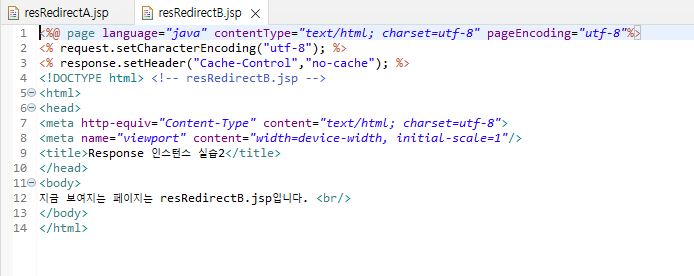 resRedirectA.jsp resRedirectB.jsp
1 <%@ page language="java" contentType="text/html; charset=utf-8" pageEncoding="utf-8"%>
2 <% request.setCharacterEncoding("utf-8"); %>
3 <% response.setHeader("Cache-Control","no-cache"); %>
4 <!DOCTYPE html> <!-- resRedirectB.jsp -->
5 <html>
6 <head>
7 <meta http-equiv="Content-Type" content="text/html; charset=utf-8">
8 <meta name="viewport" content="width=device-width, initial-scale=1"/>
9 <title>Response 인스턴스 실습2</title>
10 </head>
11 <body>
12 지금 보여지는 페이지는 resRedirectB.jsp입니다. <br/>
13 </body>
14 </html>